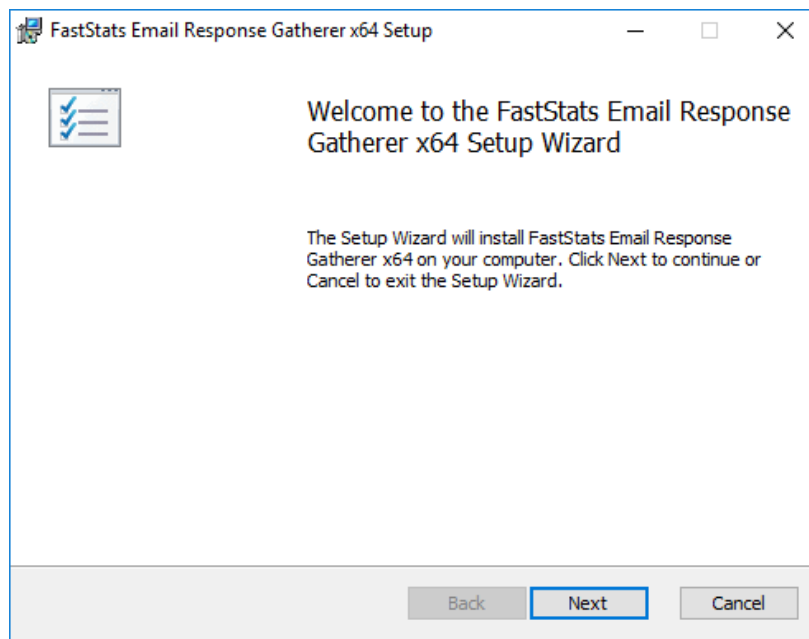 FastStats Email Response Gatherer x64 Setup
Welcome to the FastStats Email Response
Gatherer x64 Setup Wizard
The Setup Wizard will install FastStats Email Response
Gatherer x64 on your computer. Click Next to continue or
Cancel to exit the Setup Wizard.
Back Next Cancel